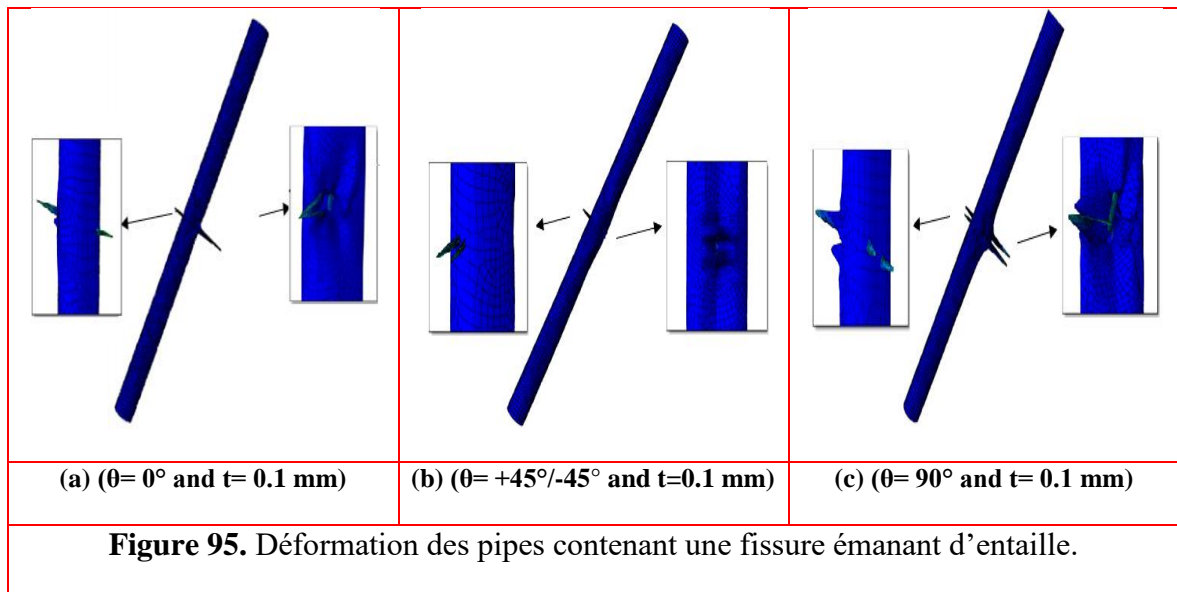 (a) (θ= 0° and t= 0.1 mm)
(b) (θ= +45°/-45° and t=0.1 mm)
(c) (θ= 90° and t= 0.1 mm)
Figure 95. Déformation des pipes contenant une fissure émanant d’entaille.